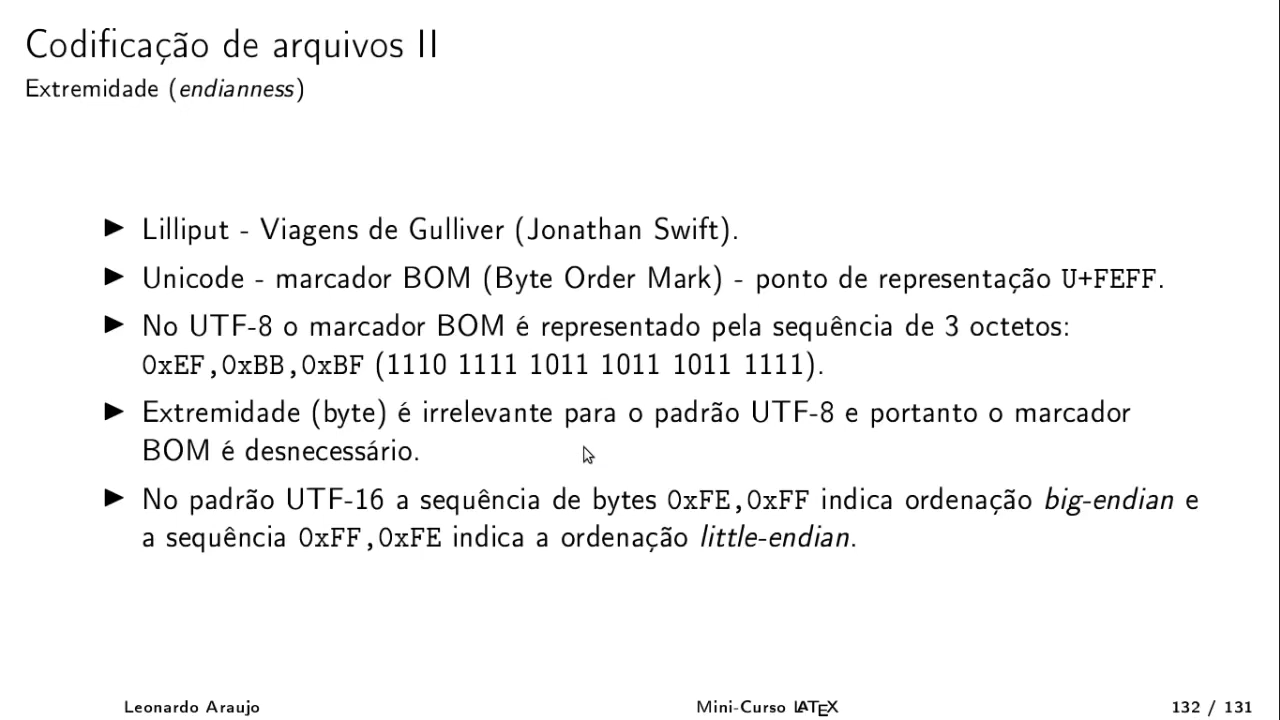 Codificação de arquivos II
Extremidade (endianness)
▶ Lilliput - Viagens de Gulliver (Jonathan Swift).
▶ Unicode - marcador BOM (Byte Order Mark) - ponto de representação U+FEFF.
▶ No UTF-8 o marcador BOM é representado pela sequência de 3 octetos:
0xEF,0xBB,0xBF (1110 1111 1011 1011 1011 1111).
▶ Extremidade (byte) é irrelevante para o padrão UTF-8 e portanto o marcador
BOM é desnecessário.
▶ No padrão UTF-16 a sequência de bytes 0xFE,0xFF indica ordenação big-endian e
a sequência 0xFF,0xFE indica a ordenação little-endian.
Leonardo Araujo Mini-Curso LATEX 132 / 131